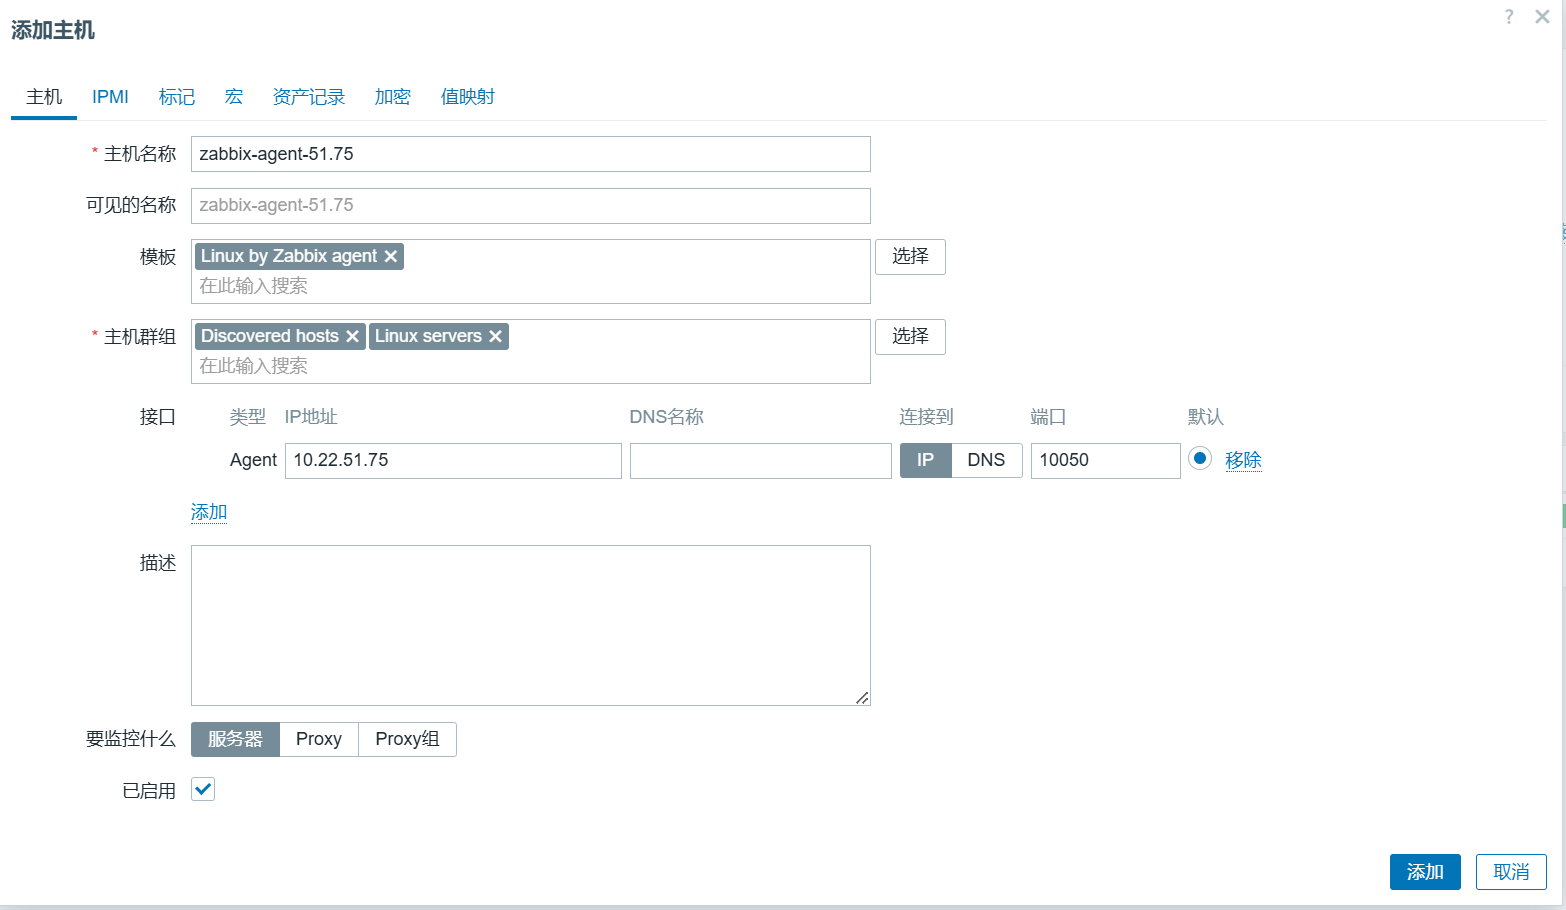 添加主机
?
主机 IPMI 标记 宏 资产记录 加密 值映射
* 主机名称 zabbix-agent-51.75
可见的名称 zabbix-agent-51.75
模板 Linux by Zabbix agent 选择
在此输入搜索
* 主机群组 Discovered hosts Linux servers 选择
在此输入搜索
接口 类型 IP地址 DNS名称 连接到 端口 默认
Agent 10.22.51.75 IP DNS 10050 移除
添加
描述
要监控什么 服务器 Proxy Proxy组
已启用
添加 取消